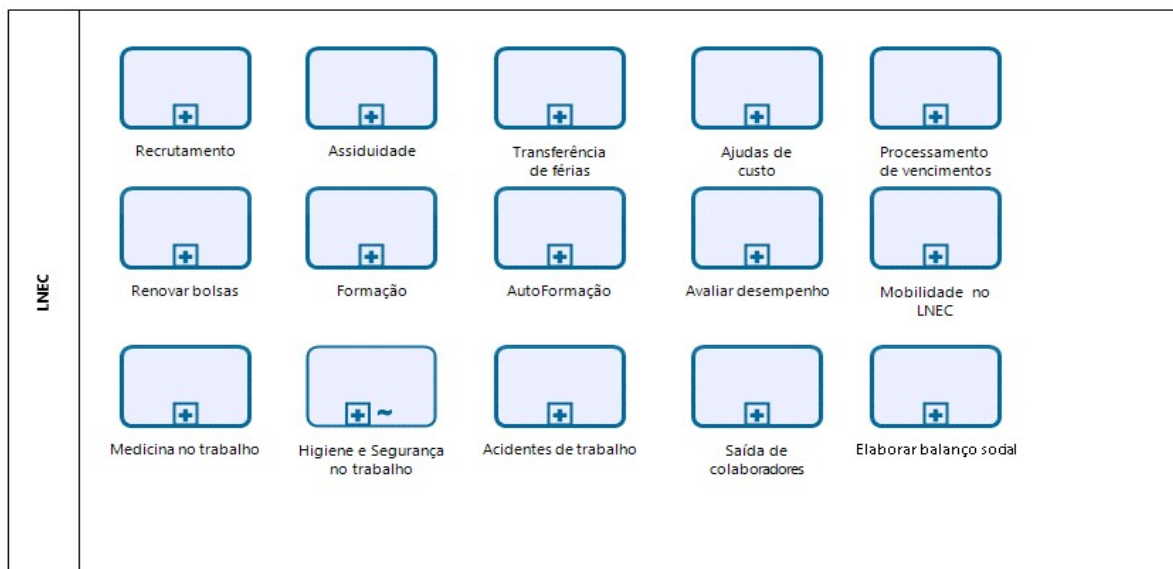 LNEC
Recrutamento
Assiduidade
Transferência
de férias
Ajudas de
custo
Processamento
de vencimentos
Renovar bolsas
Formação
AutoFormação
Avaliar desempenho
Mobilidade no
LNEC
Medicina no trabalho
Higiene e Segurança
no trabalho
Acidentes de trabalho
Saída de
colaboradores
Elaborar balanço social